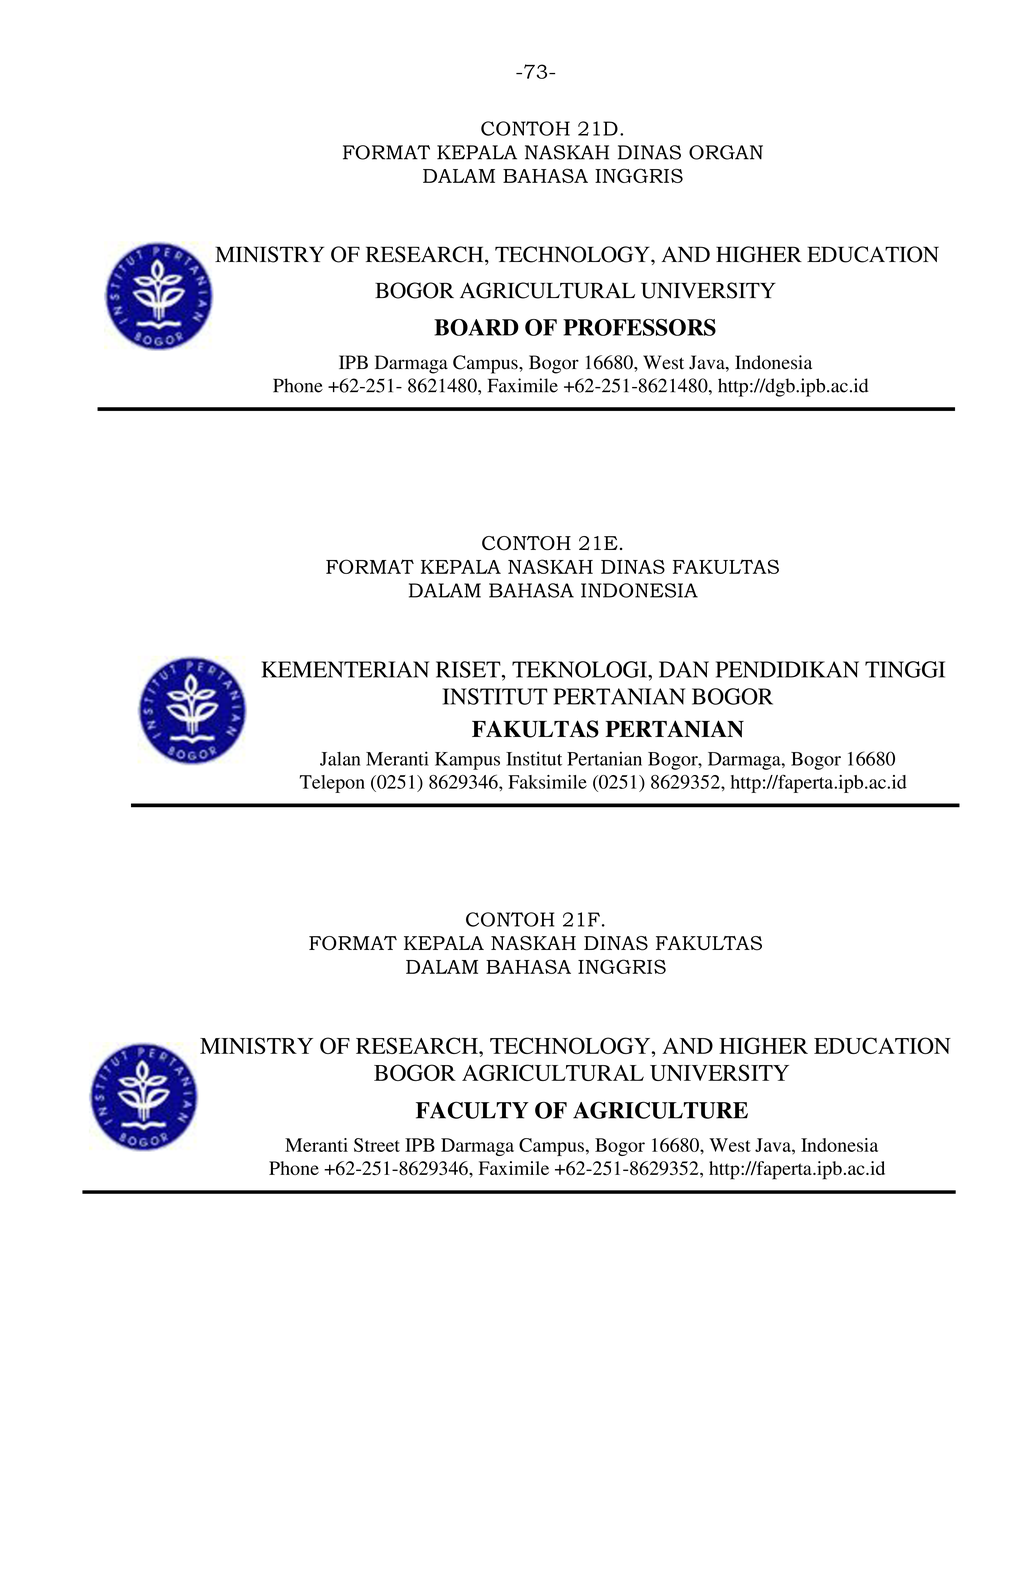 -73-
CONTOH 21D.
FORMAT KEPALA NASKAH DINAS ORGAN
DALAM BAHASA INGGRIS
INSTITUT PERTANIAN
BOGOR
MINISTRY OF RESEARCH, TECHNOLOGY, AND HIGHER EDUCATION
BOGOR AGRICULTURAL UNIVERSITY
BOARD OF PROFESSORS
IPB Darmaga Campus, Bogor 16680, West Java, Indonesia
Phone +62-251- 8621480, Faximile +62-251-8621480, http://dgb.ipb.ac.id
CONTOH 21E.
FORMAT KEPALA NASKAH DINAS FAKULTAS
DALAM BAHASA INDONESIA
INSTITUT PERTANIAN
BOGOR
KEMENTERIAN RISET, TEKNOLOGI, DAN PENDIDIKAN TINGGI
INSTITUT PERTANIAN BOGOR
FAKULTAS PERTANIAN
Jalan Meranti Kampus Institut Pertanian Bogor, Darmaga, Bogor 16680
Telepon (0251) 8629346, Faksimile (0251) 8629352, http://faperta.ipb.ac.id
CONTOH 21F.
FORMAT KEPALA NASKAH DINAS FAKULTAS
DALAM BAHASA INGGRIS
INSTITUT PERTANIAN
BOGOR
MINISTRY OF RESEARCH, TECHNOLOGY, AND HIGHER EDUCATION
BOGOR AGRICULTURAL UNIVERSITY
FACULTY OF AGRICULTURE
Meranti Street IPB Darmaga Campus, Bogor 16680, West Java, Indonesia
Phone +62-251-8629346, Faximile +62-251-8629352, http://faperta.ipb.ac.id